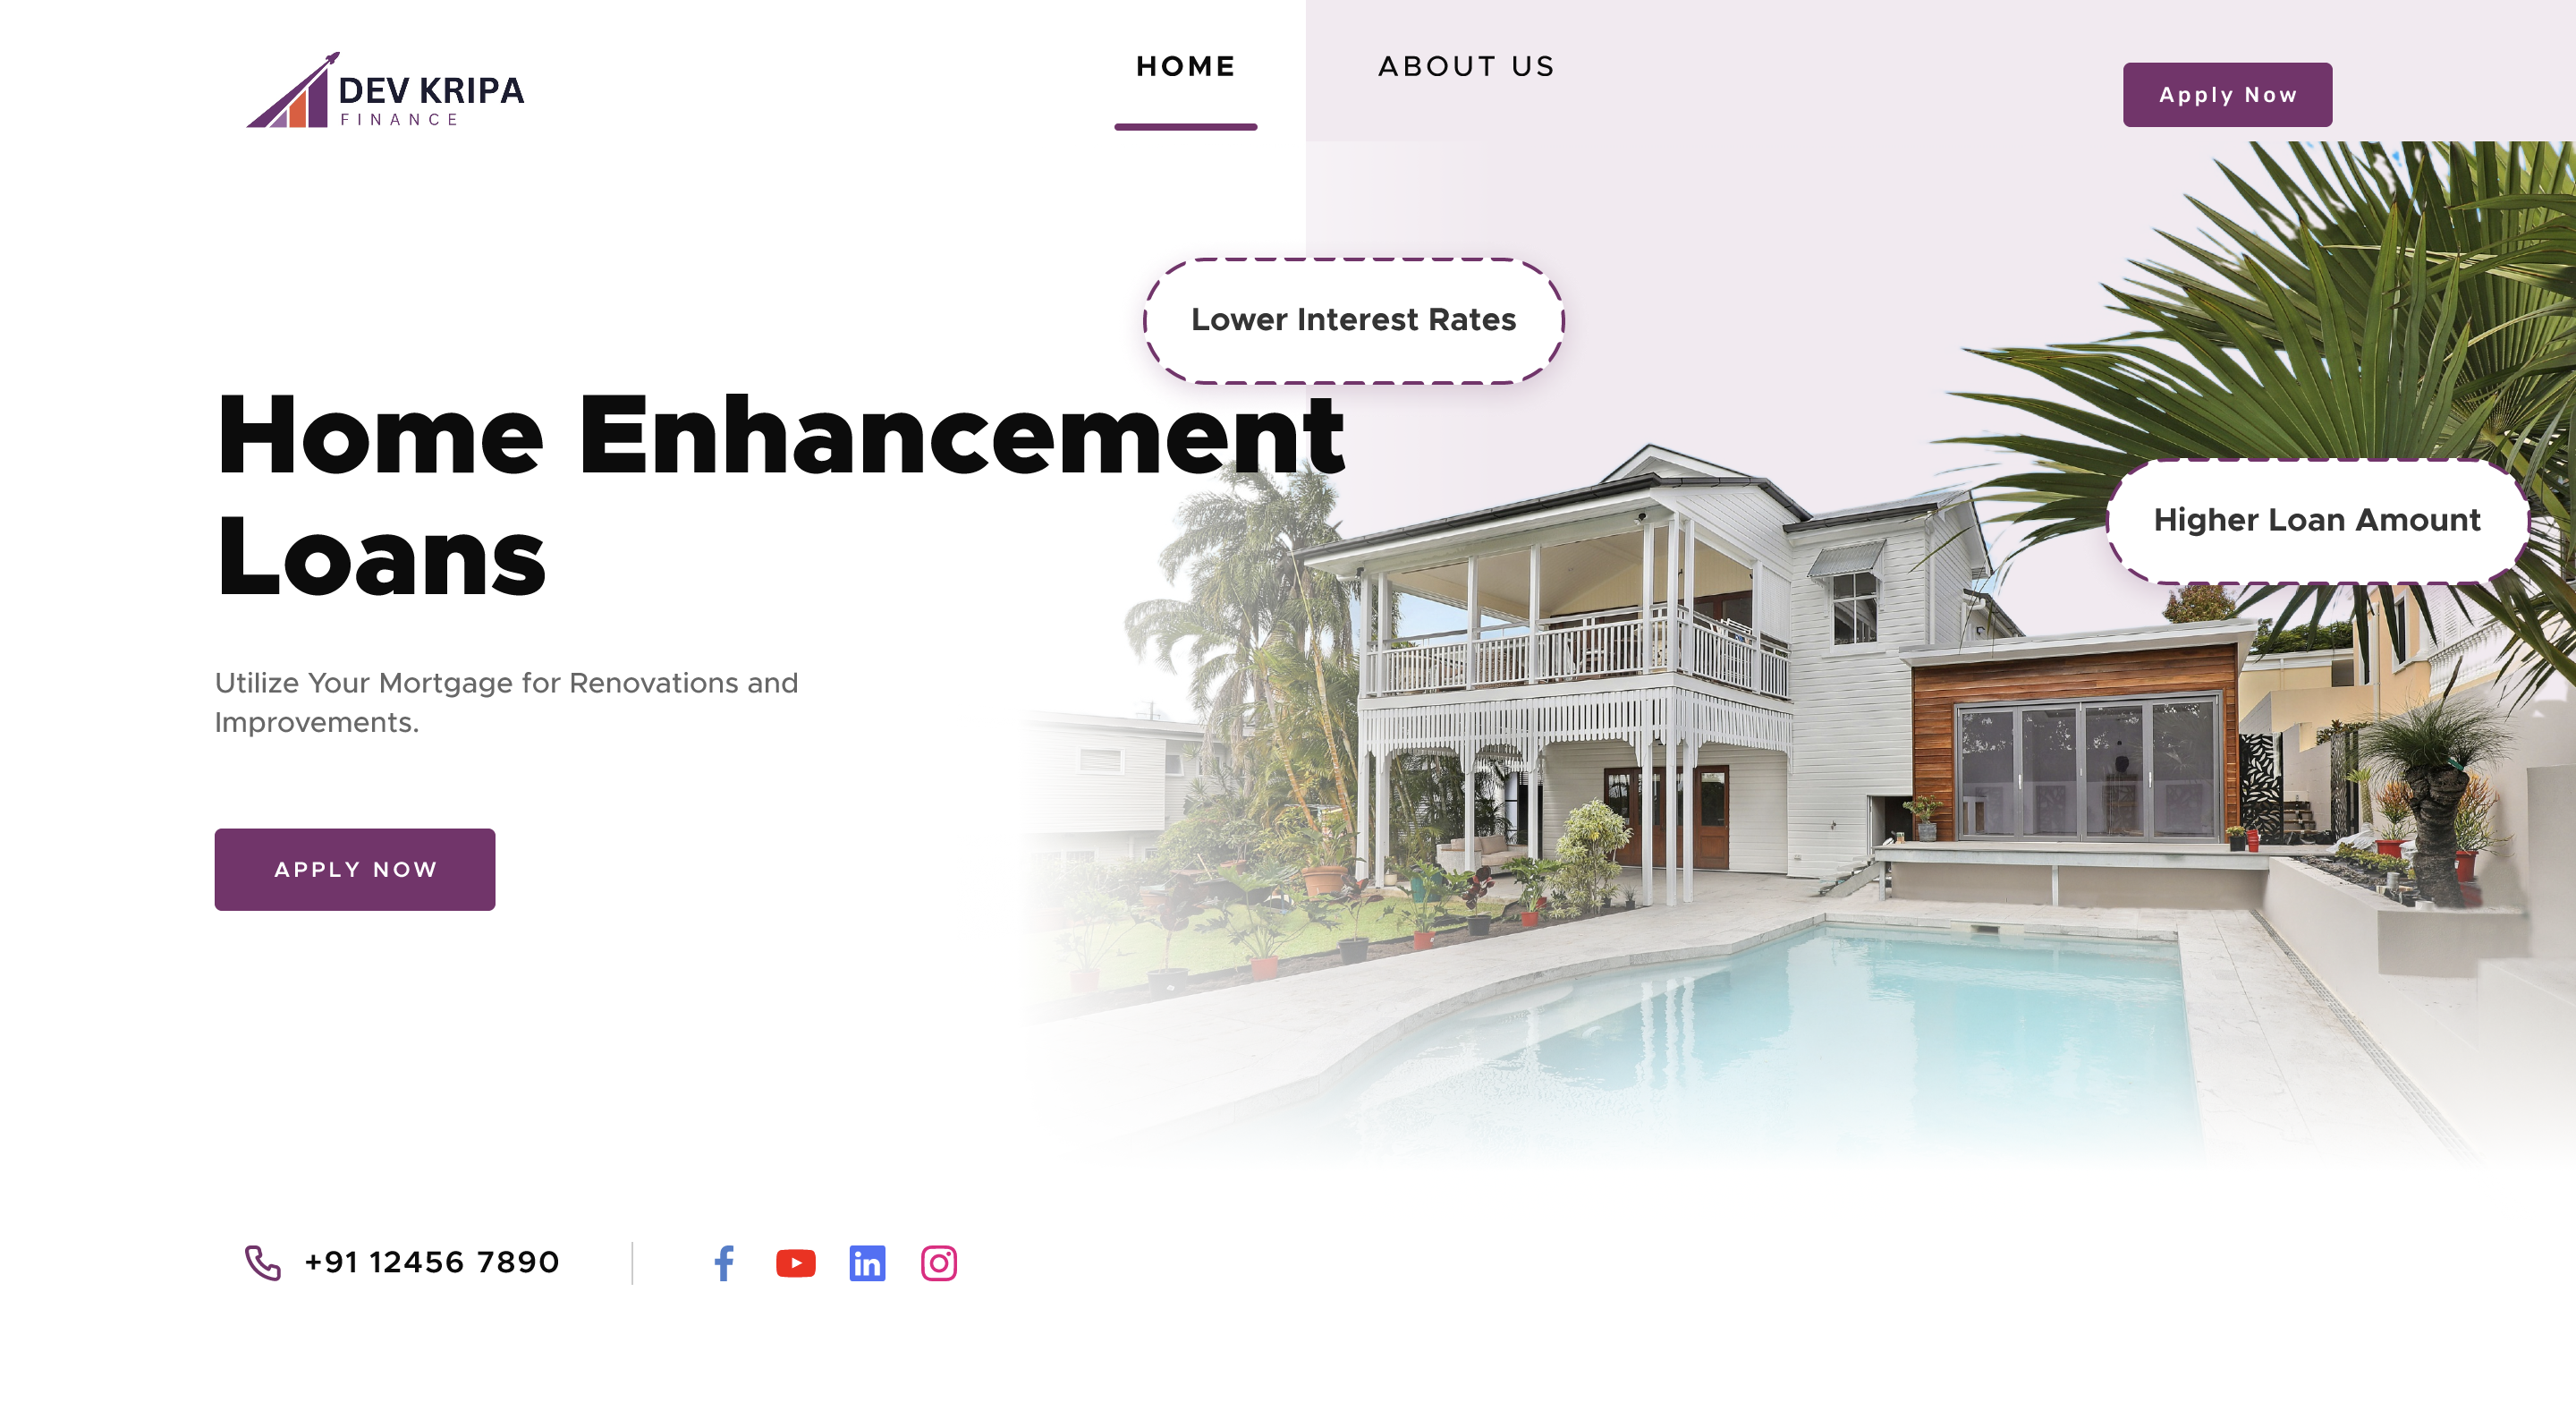 DEV KRIPA
FINANCE
HOME
ABOUT US
Apply Now
Lower Interest Rates
Home Enhancement
Loans
Higher Loan Amount
Utilize Your Mortgage for Renovations and
Improvements.
APPLY NOW
+91 12456 7890